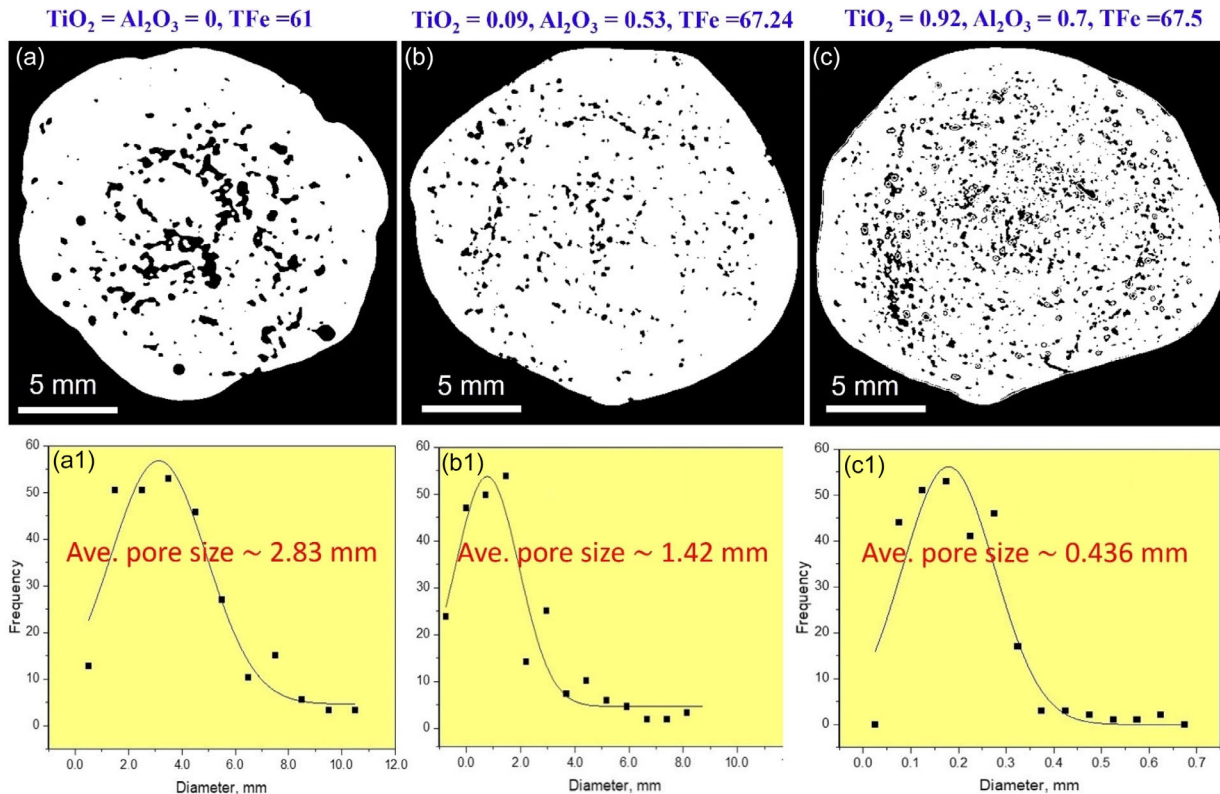 TiO₂ = Al₂O₃ = 0, TFe =61
TiO₂ = 0.09, Al₂O₃ = 0.53, TFe =67.24
TiO₂ = 0.92, Al₂O₃ = 0.7, TFe =67.5
(a)
(b)
(c)
5 mm
5 mm
5 mm
(a1)
Ave. pore size ~ 2.83 mm
Frequency
60
50
40
30
20
10
0
0.0 2.0 4.0 6.0 8.0 10.0 12.0
Diameter, mm
(b1)
Ave. pore size ~ 1.42 mm
Frequency
60
50
40
30
20
10
0
0.0 2.0 4.0 6.0 8.0 10.0
Diameter, mm
(c1)
Ave. pore size ~ 0.436 mm
Frequency
60
50
40
30
20
10
0
0.0 0.1 0.2 0.3 0.4 0.5 0.6 0.7
Diameter, mm